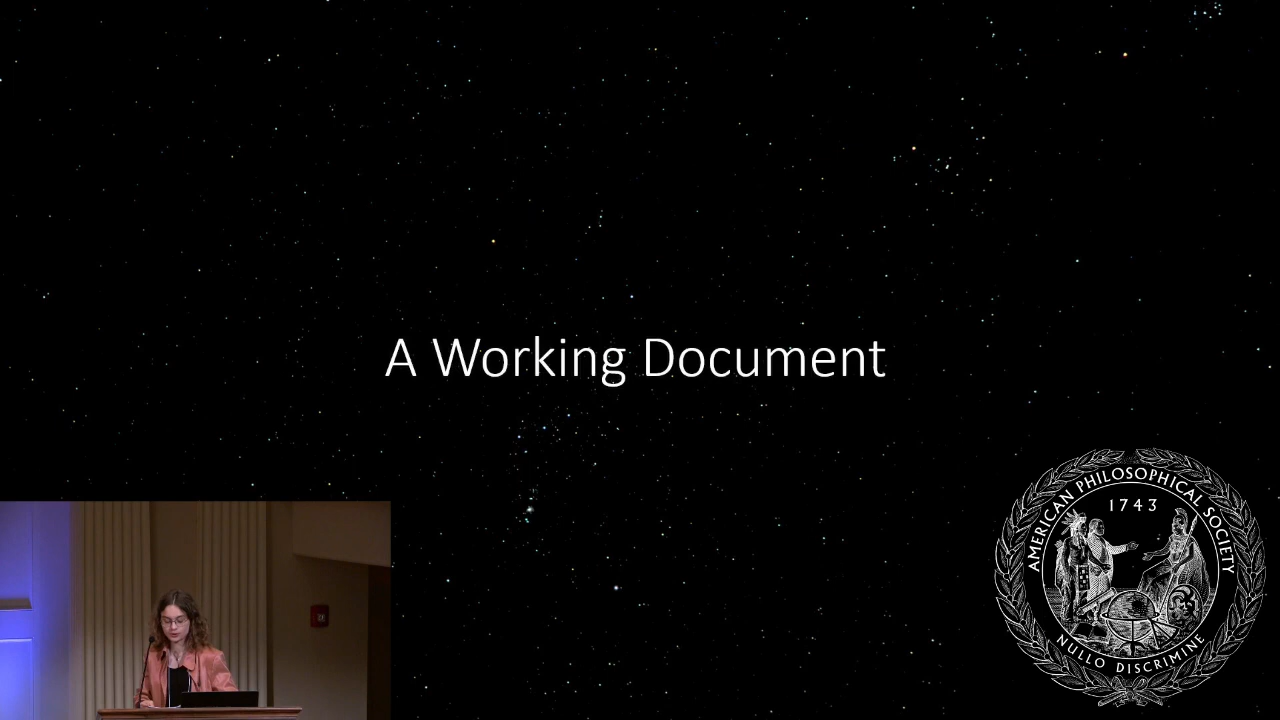 A Working Document
AMERICAN PHILOSOPHICAL SOCIETY
1743
NULLO DISCRIMINE